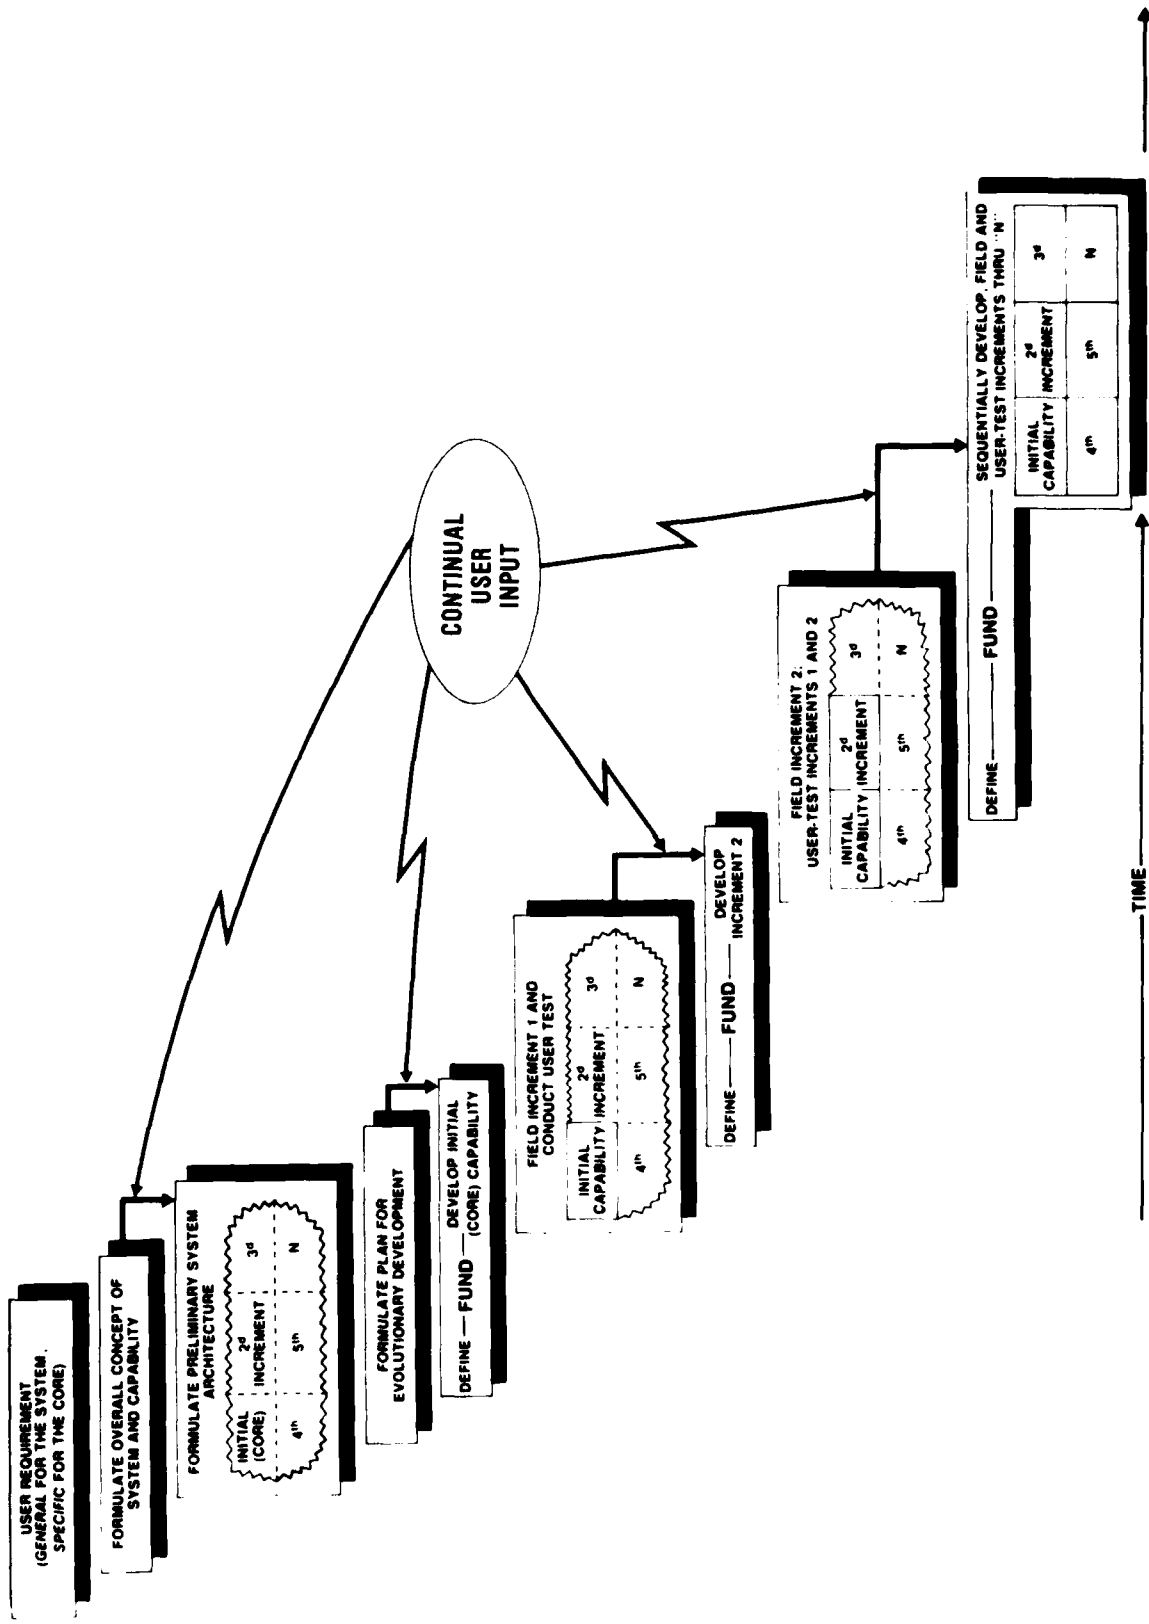 USER REQUIREMENT
(GENERAL FOR THE SYSTEM,
SPECIFIC FOR THE CORE)
FORMULATE OVERALL CONCEPT OF
SYSTEM AND CAPABILITY
FORMULATE PRELIMINARY SYSTEM
ARCHITECTURE
INITIAL
(CORE)
2d
INCREMENT
3d
4th
5th
N
FORMULATE PLAN FOR
EVOLUTIONARY DEVELOPMENT
DEFINE — FUND — DEVELOP INITIAL
(CORE) CAPABILITY
CONTINUAL
USER
INPUT
FIELD INCREMENT 1 AND
CONDUCT USER TEST
INITIAL
CAPABILITY
2d
INCREMENT
3d
4th
5th
N
DEFINE — FUND — DEVELOP
INCREMENT 2
FIELD INCREMENT 2;
USER-TEST INCREMENTS 1 AND 2
INITIAL
CAPABILITY
2d
INCREMENT
3d
4th
5th
N
DEFINE — FUND — SEQUENTIALLY DEVELOP, FIELD AND
USER-TEST INCREMENTS THRU "N"
INITIAL
CAPABILITY
2d
INCREMENT
3d
4th
5th
N
TIME